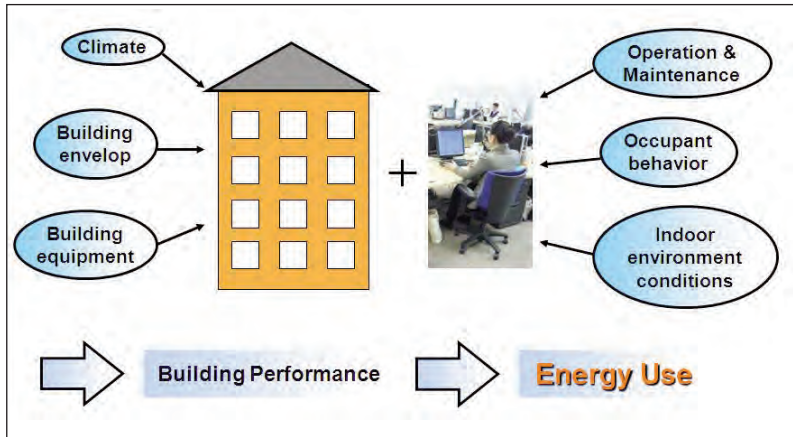 Climate
Building
envelop
Building
equipment
+
Operation &
Maintenance
Occupant
behavior
Indoor
environment
conditions
Building Performance
Energy Use